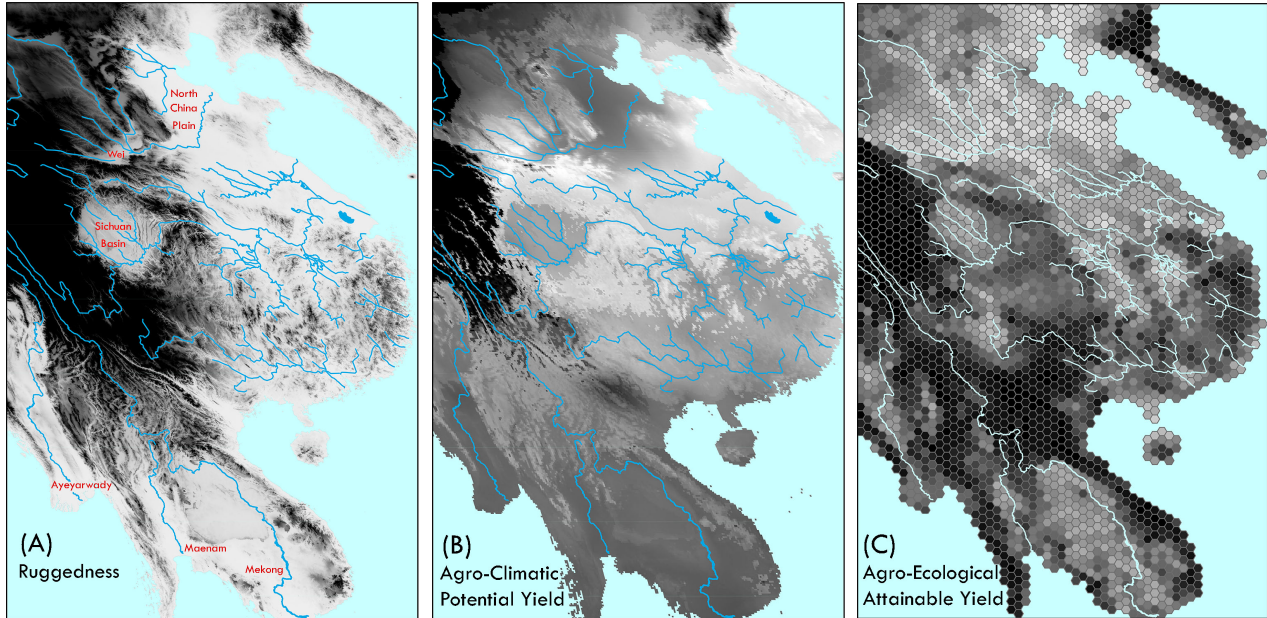 North
China
Plain
Wei
Sichuan
Basin
Ayeyarwady
Maenam
Mekong
(A)
Ruggedness
(B)
Agro-Climatic
Potential Yield
(C)
Agro-Ecological
Attainable Yield